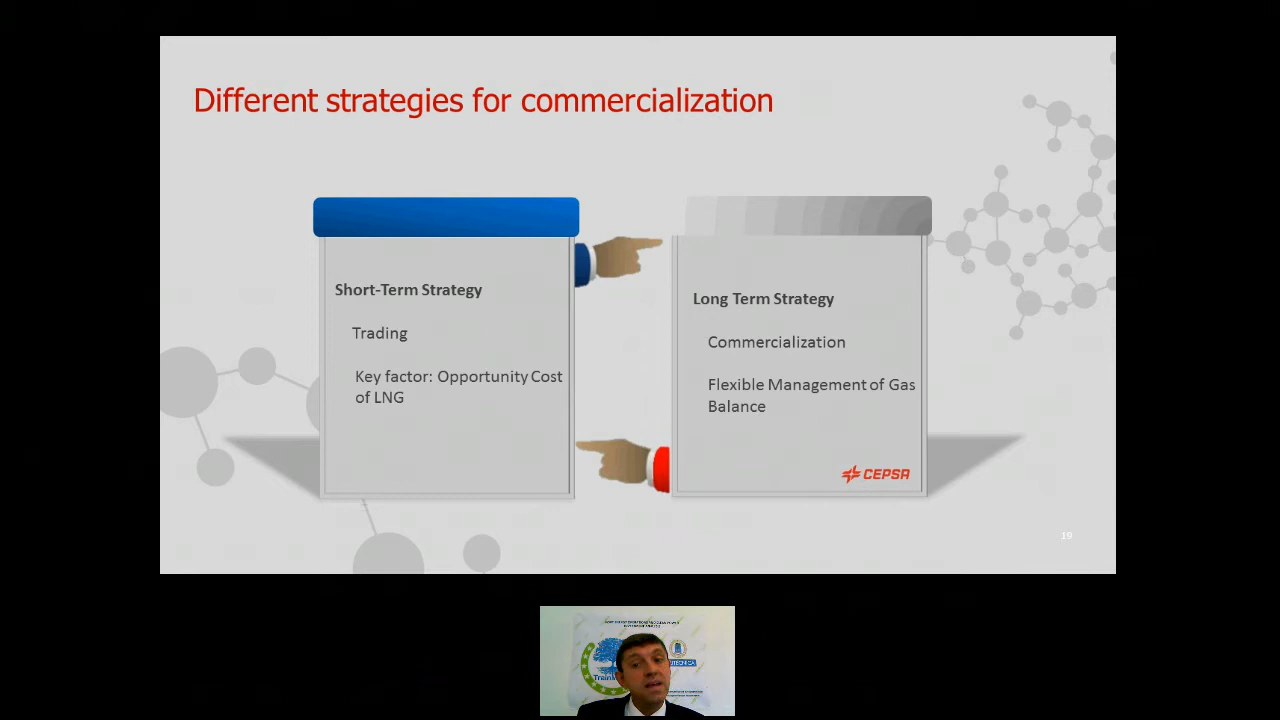 Different strategies for commercialization
Short-Term Strategy
Trading
Key factor: Opportunity Cost
of LNG
Long Term Strategy
Commercialization
Flexible Management of Gas
Balance
CEPSA
19